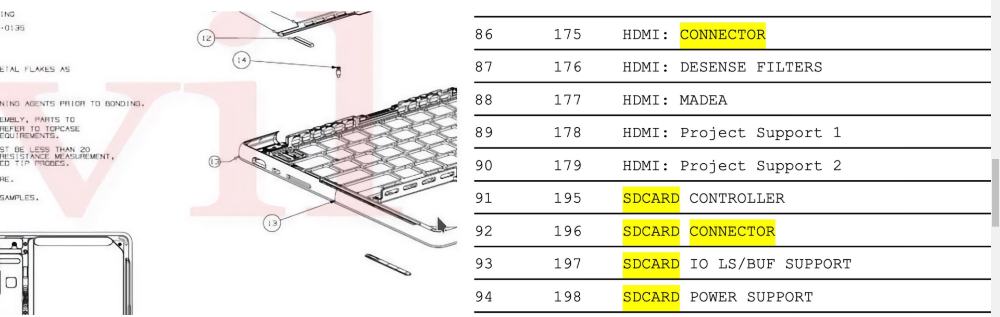 ING
-0135
ETAL FLAKES AS
NING AGENTS PRIOR TO BONDING.
EMBLY, PARTS TO
REFER TO TOPCASE
EQUIREMENTS.
ST BE LESS THAN 20
RESISTANCE MEASUREMENT,
ED TIP PROBES.
RE.
SAMPLES.
12
14
13
13
vil
86 175 HDMI: CONNECTOR
87 176 HDMI: DESENSE FILTERS
88 177 HDMI: MADEA
89 178 HDMI: Project Support 1
90 179 HDMI: Project Support 2
91 195 SDCARD CONTROLLER
92 196 SDCARD CONNECTOR
93 197 SDCARD IO LS/BUF SUPPORT
94 198 SDCARD POWER SUPPORT